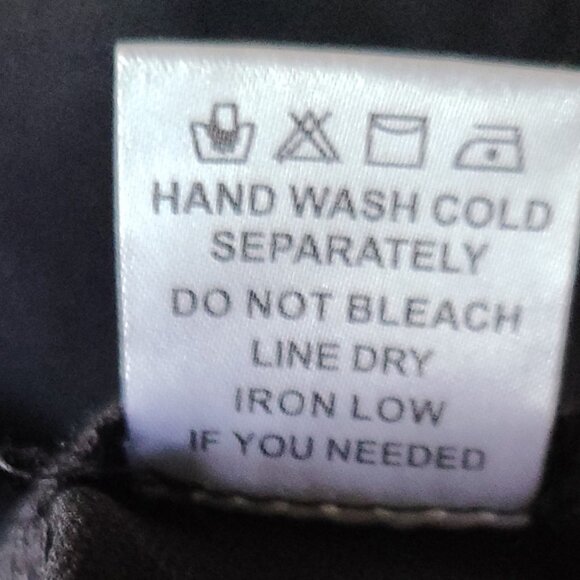 HAND WASH COLD
SEPARATELY
DO NOT BLEACH
LINE DRY
IRON LOW
IF YOU NEEDED